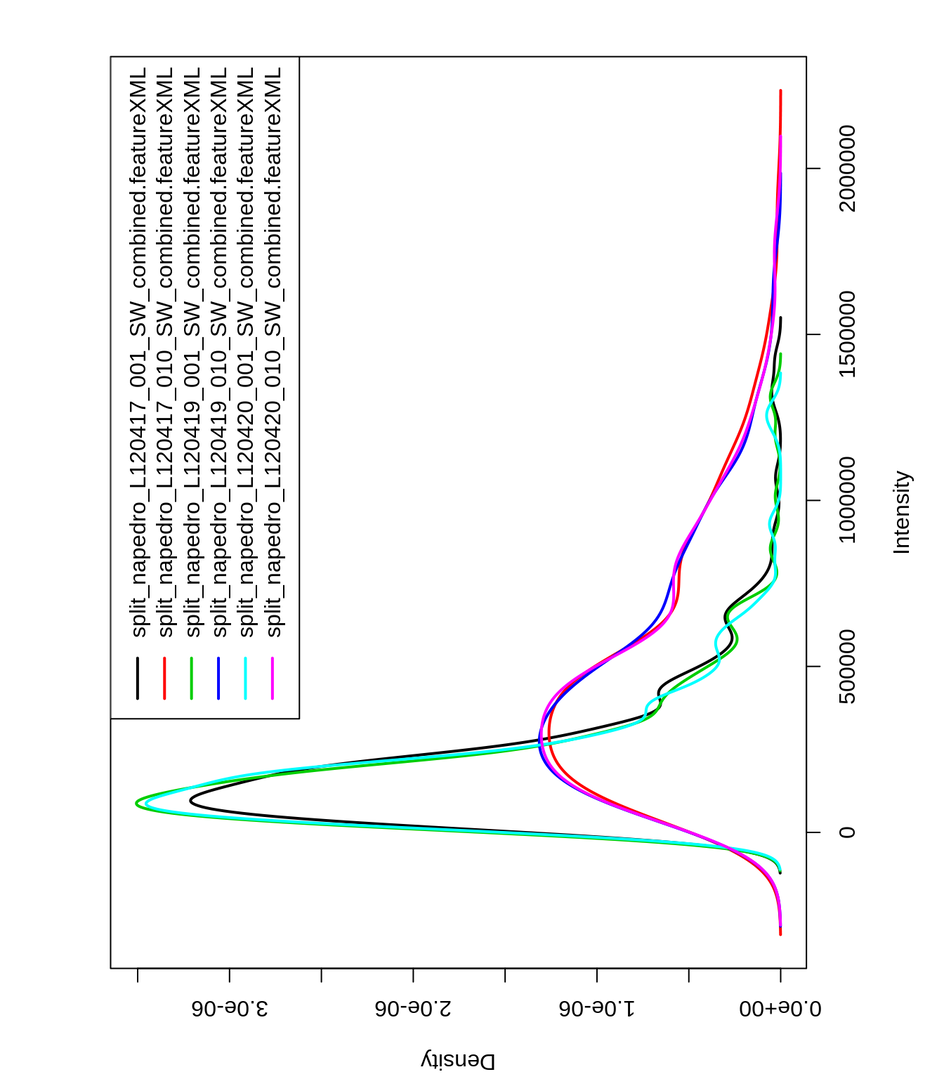 split_napedro_L120417_001_SW_combined.featureXML
split_napedro_L120417_010_SW_combined.featureXML
split_napedro_L120419_001_SW_combined.featureXML
split_napedro_L120419_010_SW_combined.featureXML
split_napedro_L120420_001_SW_combined.featureXML
split_napedro_L120420_010_SW_combined.featureXML
Density
3.0e-06
2.0e-06
1.0e-06
0.0e+00
0
500000
1000000
1500000
2000000
Intensity